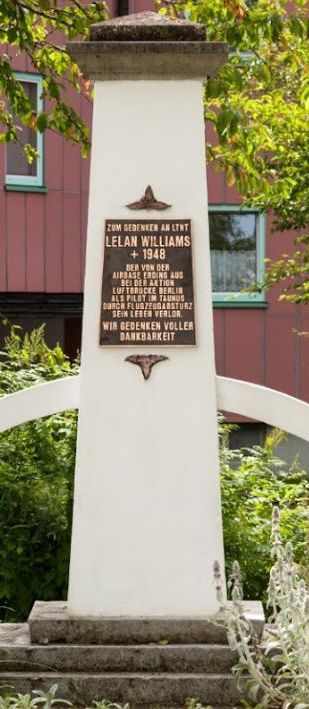 ZUM GEDENKEN AN LTNT.
LELAN WILLIAMS
+ 1948
DER VON DER
AIRBASE ERDING AUS
BEI DER AKTION
LUFTBRÜCKE BERLIN
ALS PILOT IM TAUNUS
DURCH FLUGZEUGABSTURZ
SEIN LEBEN VERLOR.
WIR GEDENKEN VOLLER
DANKBARKEIT